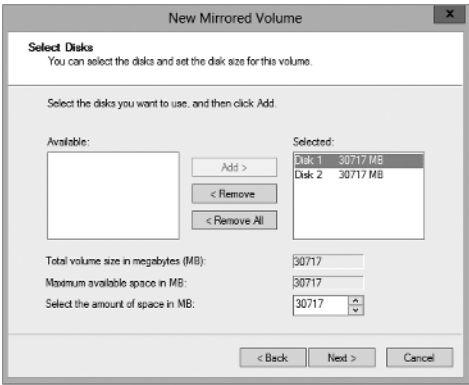 New Mirrored Volume
x
Select Disks
You can select the disks and set the disk size for this volume.
Select the disks you want to use, and then click Add.
Available:
Selected:
Add >
< Remove
< Remove All
Disk 1 30717 MB
Disk 2 30717 MB
Total volume size in megabytes (MB): 30717
Maximum available space in MB: 30717
Select the amount of space in MB: 30717
< Back Next > Cancel